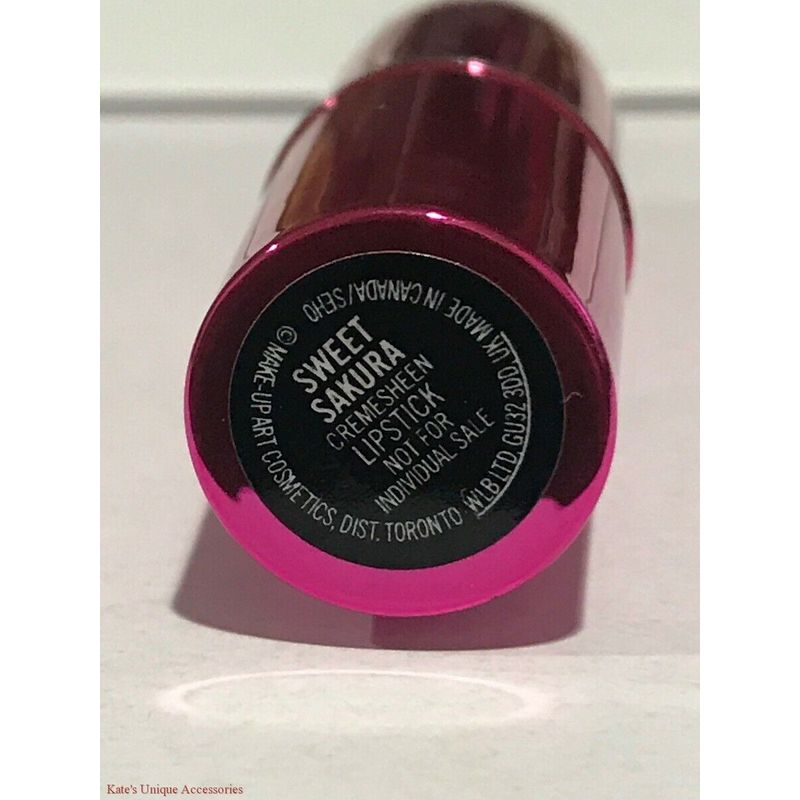 SWEET
SAKURA
CREMESHEEN
LIPSTICK
NOT FOR
INDIVIDUAL SALE
© MAKE-UP ART COSMETICS, DIST. TORONTO WLB LTD GU32 3DD, UK MADE IN CANADA/SEHO
Kate's Unique Accessories